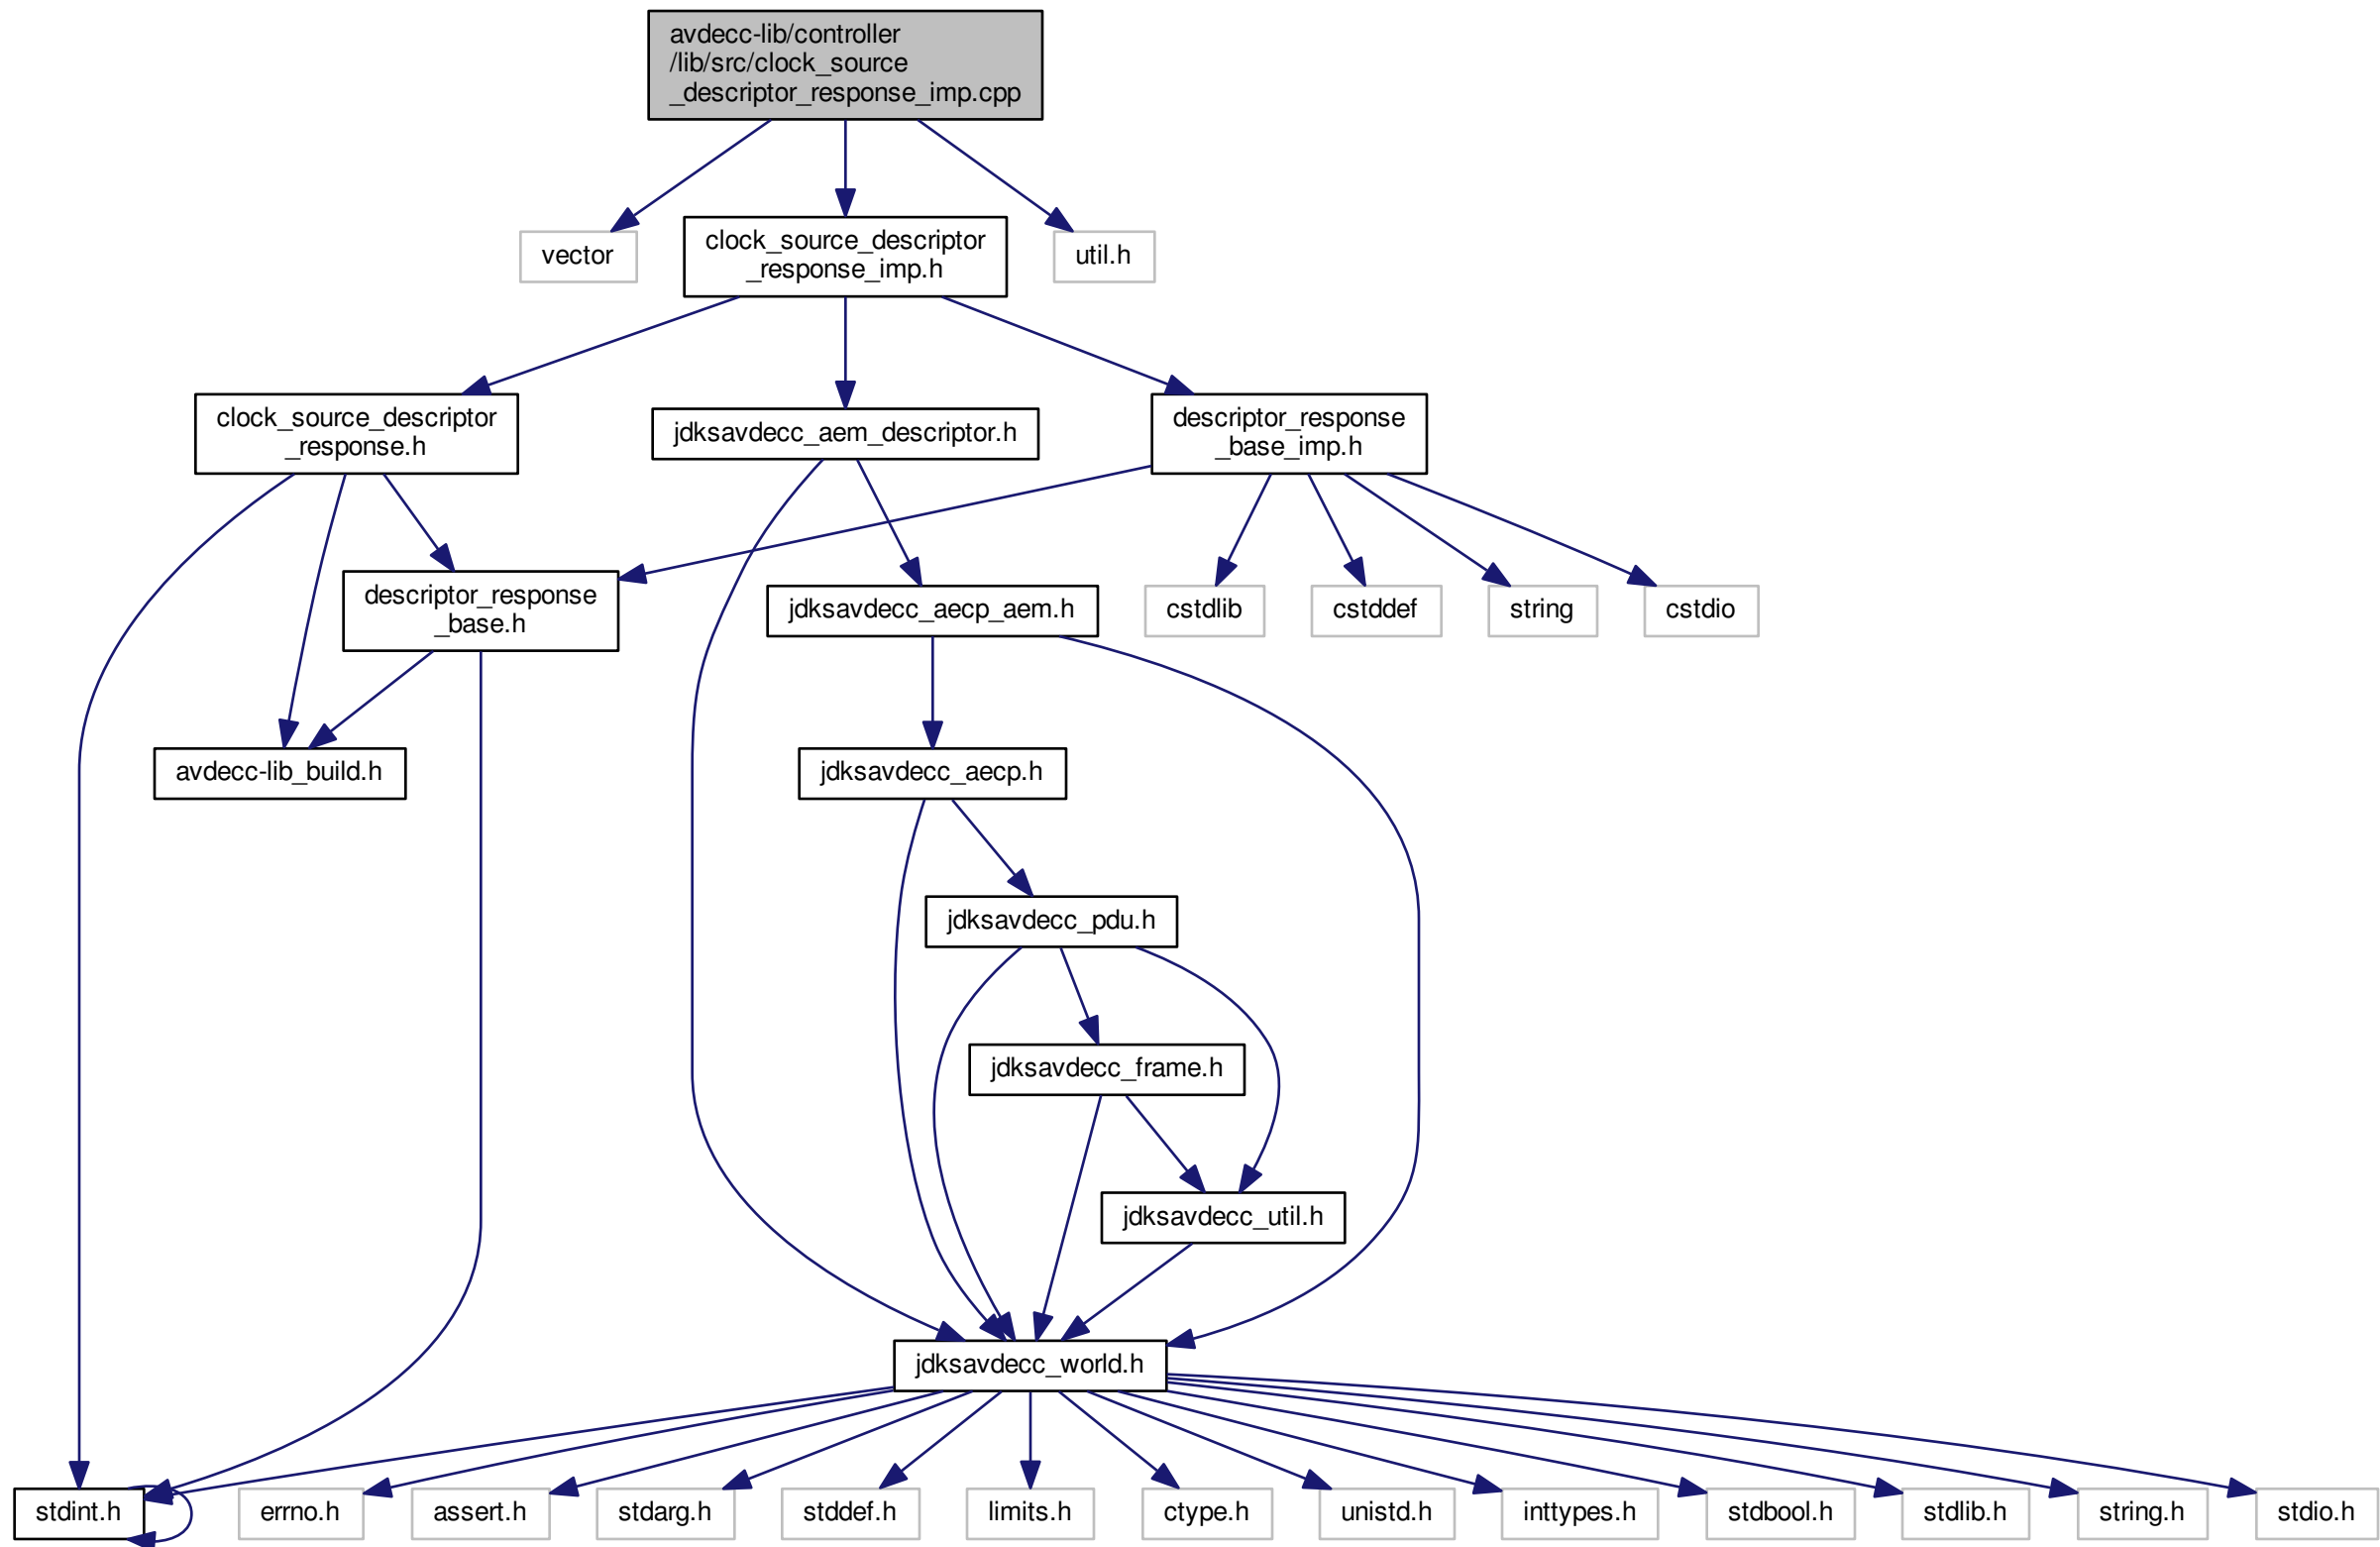 avdecc-lib/controller
/lib/src/clock_source
_descriptor_response_imp.cpp
vector
clock_source_descriptor
_response_imp.h
util.h
clock_source_descriptor
_response.h
jdksavdecc_aem_descriptor.h
descriptor_response
_base_imp.h
descriptor_response
_base.h
jdksavdecc_aecp_aem.h
cstdlib
cstddef
string
cstdio
avdecc-lib_build.h
jdksavdecc_aecp.h
jdksavdecc_pdu.h
jdksavdecc_frame.h
jdksavdecc_util.h
jdksavdecc_world.h
stdint.h
errno.h
assert.h
stdarg.h
stddef.h
limits.h
ctype.h
unistd.h
inttypes.h
stdbool.h
stdlib.h
string.h
stdio.h